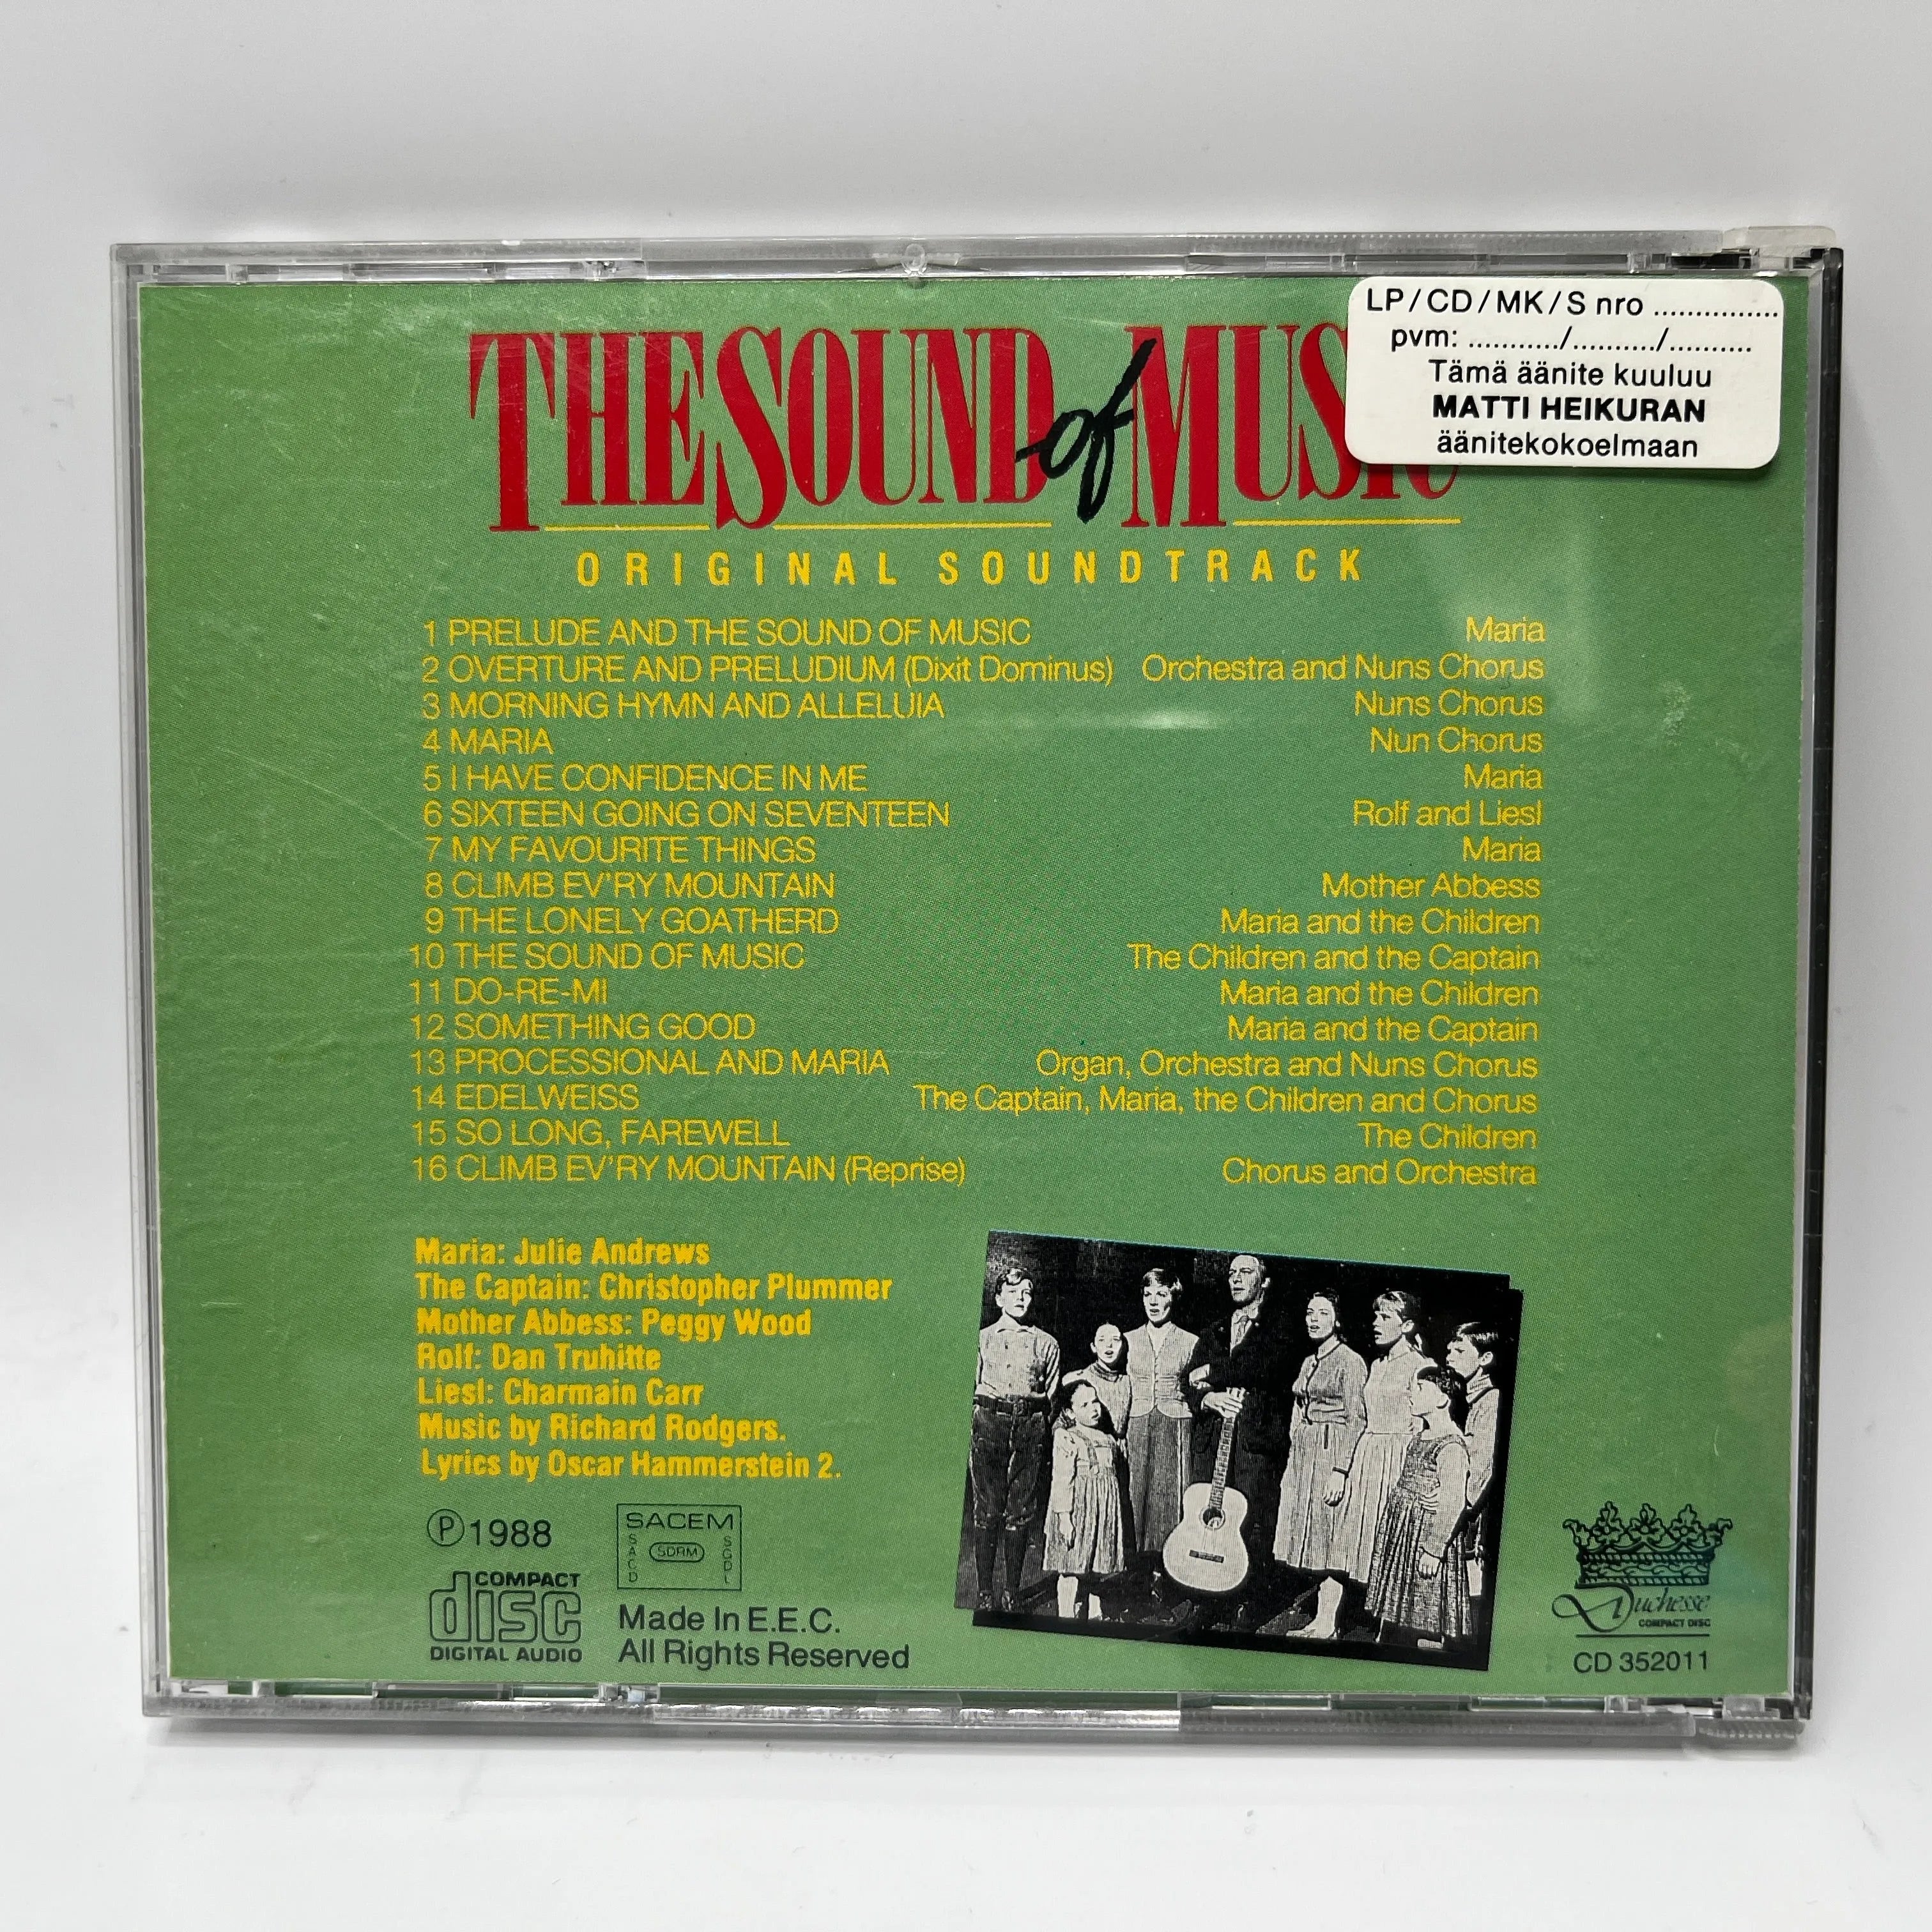 LP/CD/MK/S nro ...............
pvm: .........../........../..........
Tämä äänite kuuluu
MATTI HEIKURAN
äänitekokoelmaan
THE SOUND of MUSIC
ORIGINAL SOUNDTRACK
1 PRELUDE AND THE SOUND OF MUSIC Maria
2 OVERTURE AND PRELUDIUM (Dixit Dominus) Orchestra and Nuns Chorus
3 MORNING HYMN AND ALLELUIA Nuns Chorus
4 MARIA Nun Chorus
5 I HAVE CONFIDENCE IN ME Maria
6 SIXTEEN GOING ON SEVENTEEN Rolf and Liesl
7 MY FAVOURITE THINGS Maria
8 CLIMB EV'RY MOUNTAIN Mother Abbess
9 THE LONELY GOATHERD Maria and the Children
10 THE SOUND OF MUSIC The Children and the Captain
11 DO-RE-MI Maria and the Children
12 SOMETHING GOOD Maria and the Captain
13 PROCESSIONAL AND MARIA Organ, Orchestra and Nuns Chorus
14 EDELWEISS The Captain, Maria, the Children and Chorus
15 SO LONG, FAREWELL The Children
16 CLIMB EV'RY MOUNTAIN (Reprise) Chorus and Orchestra
Maria: Julie Andrews
The Captain: Christopher Plummer
Mother Abbess: Peggy Wood
Rolf: Dan Truhitte
Liesl: Charmain Carr
Music by Richard Rodgers.
Lyrics by Oscar Hammerstein 2.
Ⓟ1988
COMPACT
disc
DIGITAL AUDIO
SACEM
SACD
SDRM
SGDL
Made In E.E.C.
All Rights Reserved
Duchesse
COMPACT DISC
CD 352011